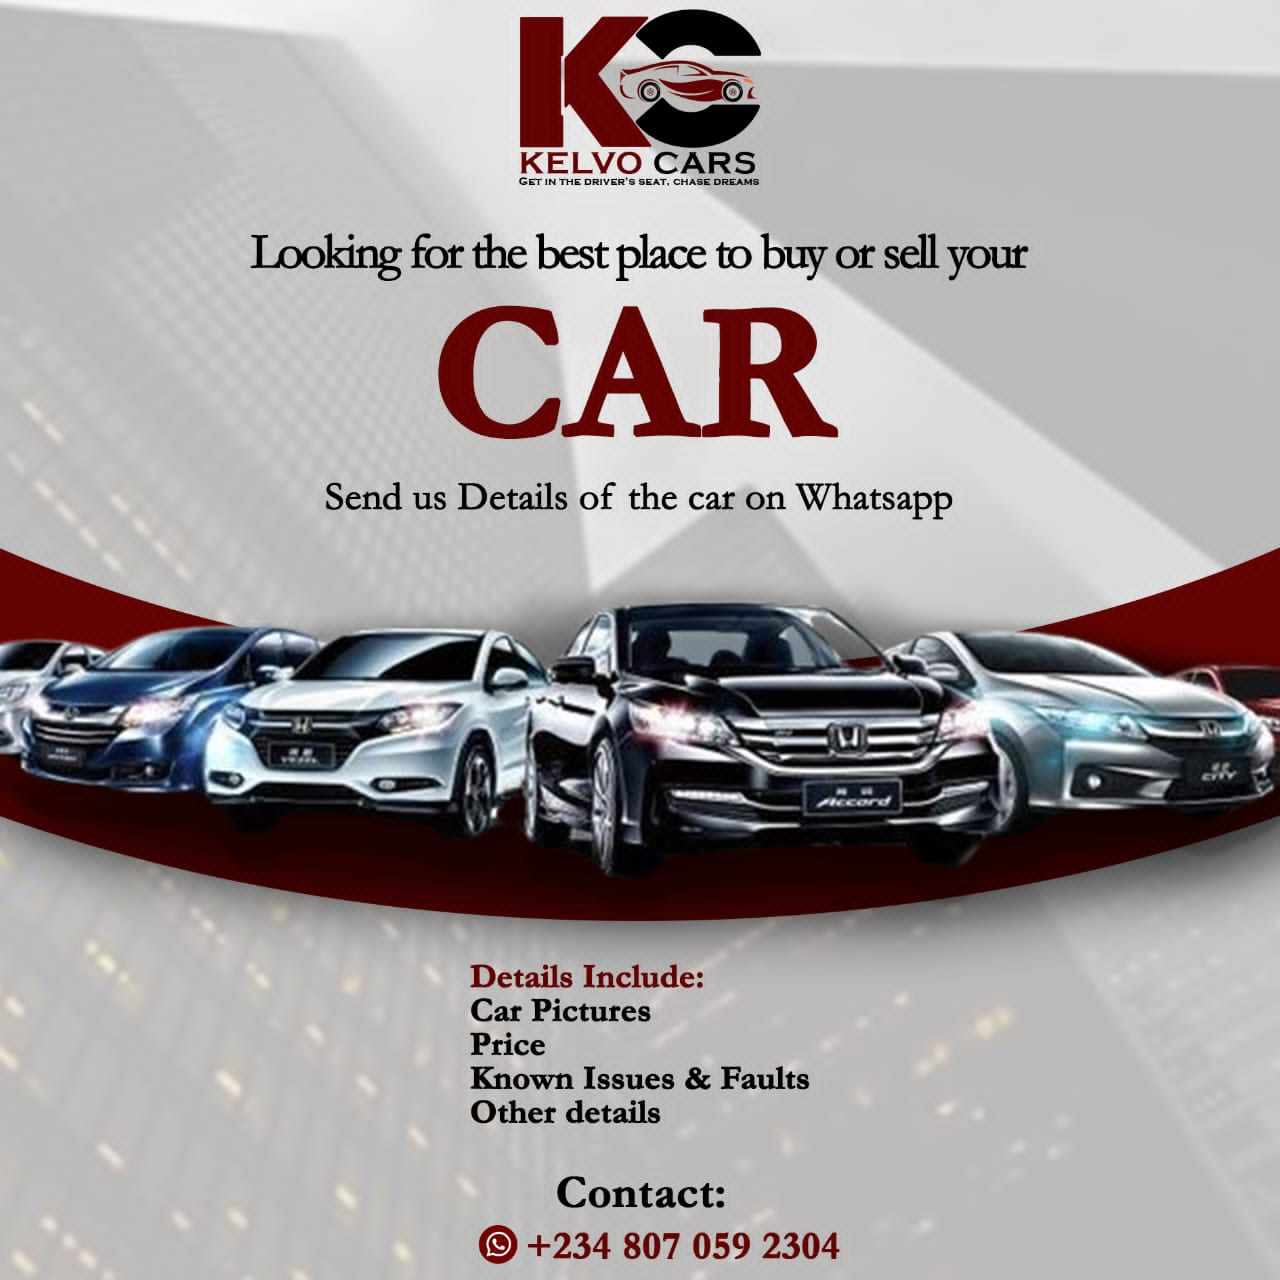 KC
KELVO CARS
GET IN THE DRIVER'S SEAT, CHASE DREAMS
Looking for the best place to buy or sell your
CAR
Send us Details of the car on Whatsapp
Accord
CITY
Details Include:
Car Pictures
Price
Known Issues & Faults
Other details
Contact:
+234 807 059 2304